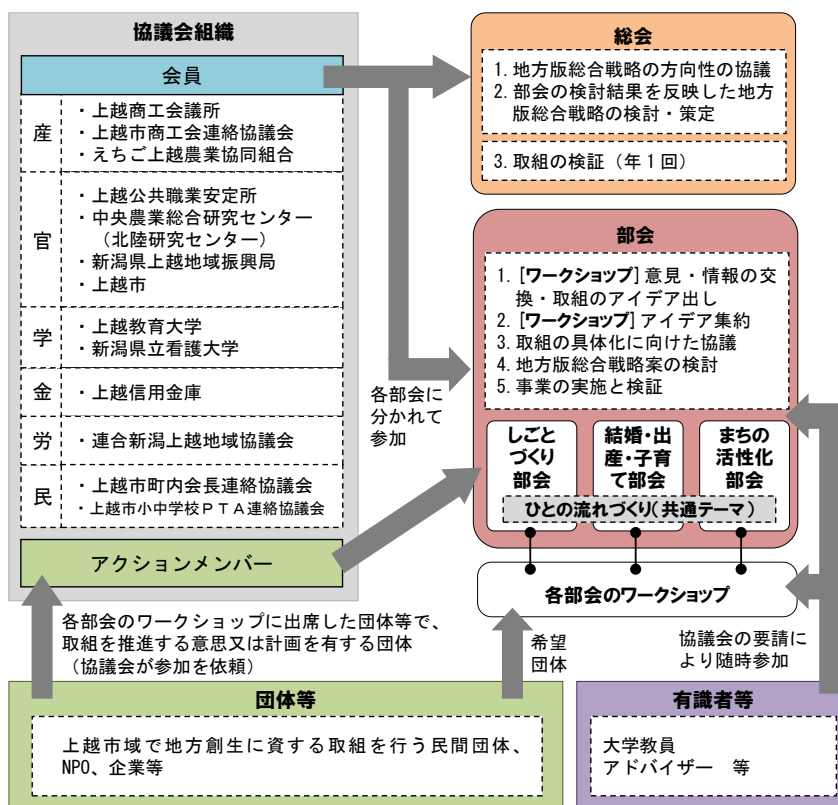 協議会組織
会員
産
・上越商工会議所
・上越市商工会連絡協議会
・えちご上越農業協同組合
官
・上越公共職業安定所
・中央農業総合研究センター
（北陸研究センター）
・新潟県上越地域振興局
・上越市
学
・上越教育大学
・新潟県立看護大学
金
・上越信用金庫
労
・連合新潟上越地域協議会
民
・上越市町内会長連絡協議会
・上越市小中学校ＰＴＡ連絡協議会
アクションメンバー
総会
1. 地方版総合戦略の方向性の協議
2. 部会の検討結果を反映した地方
版総合戦略の検討・策定
3. 取組の検証（年１回）
部会
1. [ワークショップ] 意見・情報の交
換・取組のアイデア出し
2. [ワークショップ] アイデア集約
3. 取組の具体化に向けた協議
4. 地方版総合戦略案の検討
5. 事業の実施と検証
各部会に
分かれて
参加
しごと
づくり
部会
結婚・出
産・子育
て部会
まちの
活性化
部会
ひとの流れづくり（共通テーマ）
各部会のワークショップ
各部会のワークショップに出席した団体等で、
取組を推進する意思又は計画を有する団体
（協議会が参加を依頼）
希望
団体
協議会の要請に
より随時参加
団体等
上越市域で地方創生に資する取組を行う民間団体、
NPO、企業等
有識者等
大学教員
アドバイザー　等